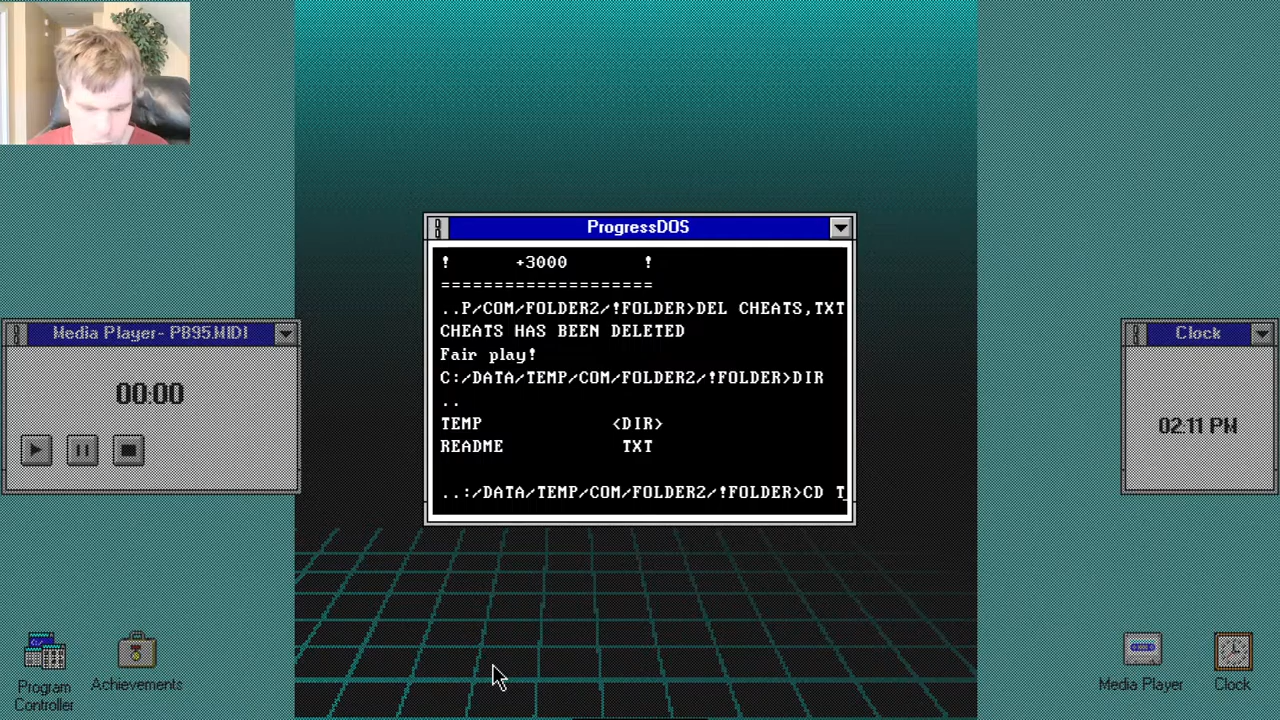 ProgressDOS
! +3000 !
====================
..P/COM/FOLDER2/!FOLDER>DEL CHEATS,TXT
CHEATS HAS BEEN DELETED
Fair play!
C:/DATA/TEMP/COM/FOLDER2/!FOLDER>DIR
..
TEMP <DIR>
README TXT
..:/DATA/TEMP/COM/FOLDER2/!FOLDER>CD T_
Media Player- PB95.MIDI
00:00
Clock
02:11 PM
Program
Controller
Achievements
Media Player
Clock